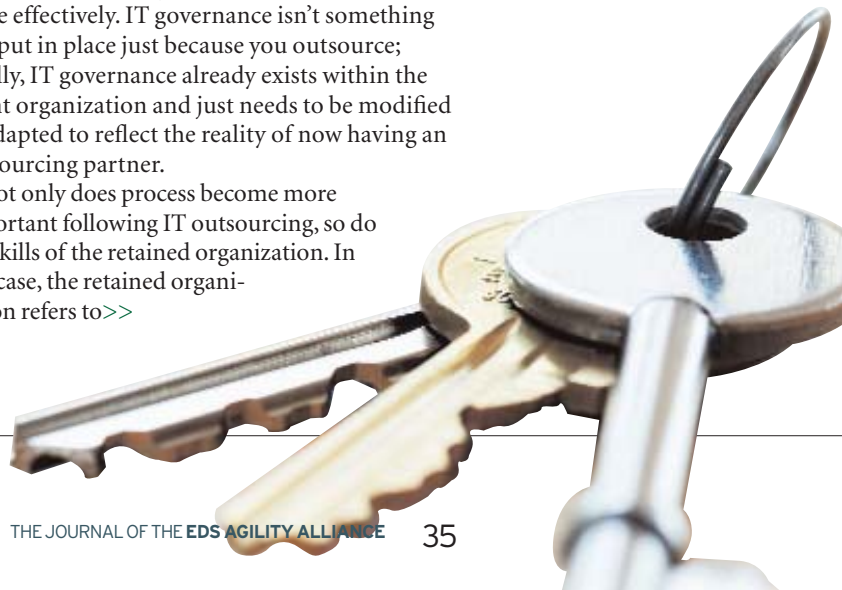 e effectively. IT governance isn’t something
put in place just because you outsource;
lly, IT governance already exists within the
nt organization and just needs to be modified
dapted to reflect the reality of now having an
ourcing partner.
ot only does process become more
portant following IT outsourcing, so do
kills of the retained organization. In
case, the retained organi-
on refers to>>
THE JOURNAL OF THE EDS AGILITY ALLIANCE 35